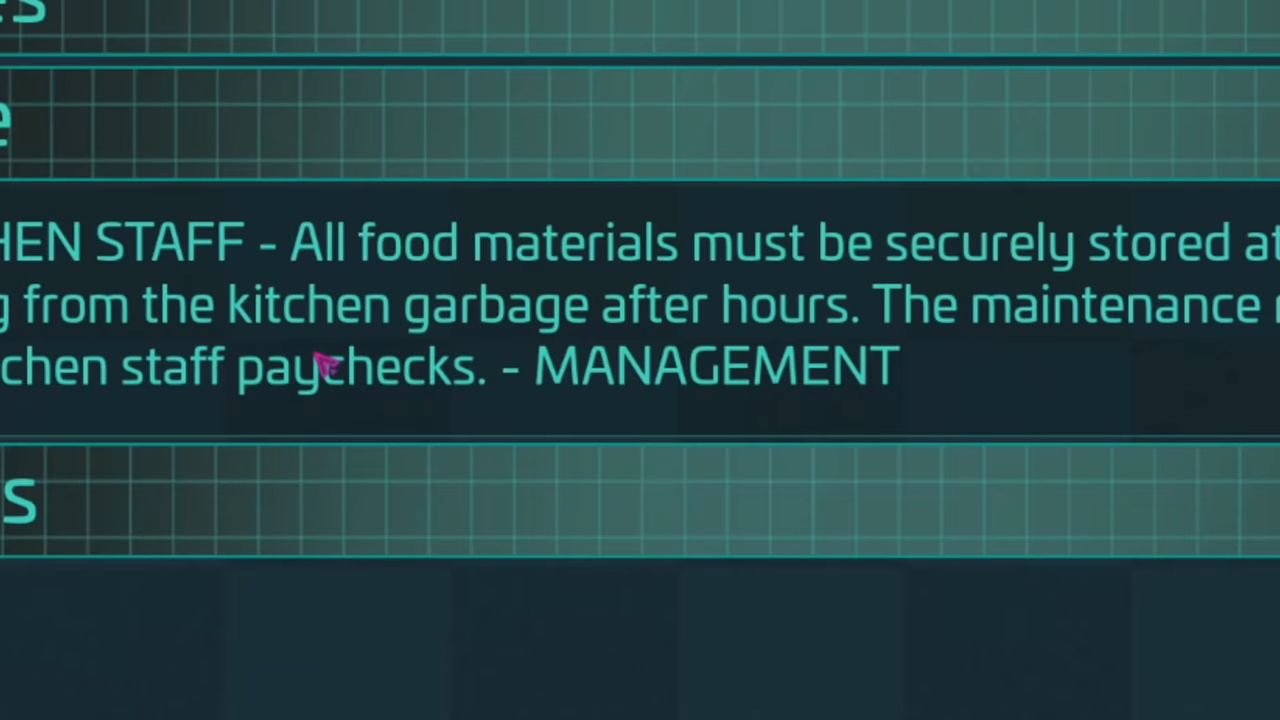 es
e
HEN STAFF - All food materials must be securely stored at
g from the kitchen garbage after hours. The maintenance
chen staff paychecks. - MANAGEMENT
s